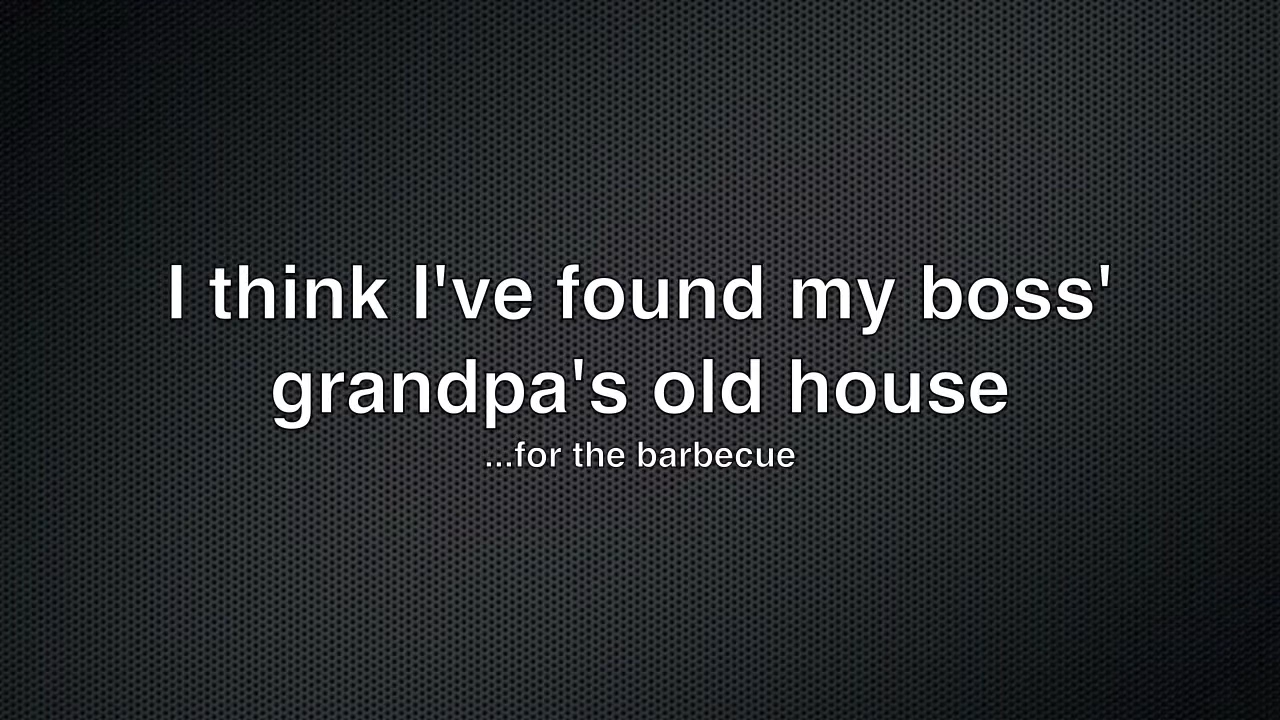 I think I've found my boss'
grandpa's old house
...for the barbecue